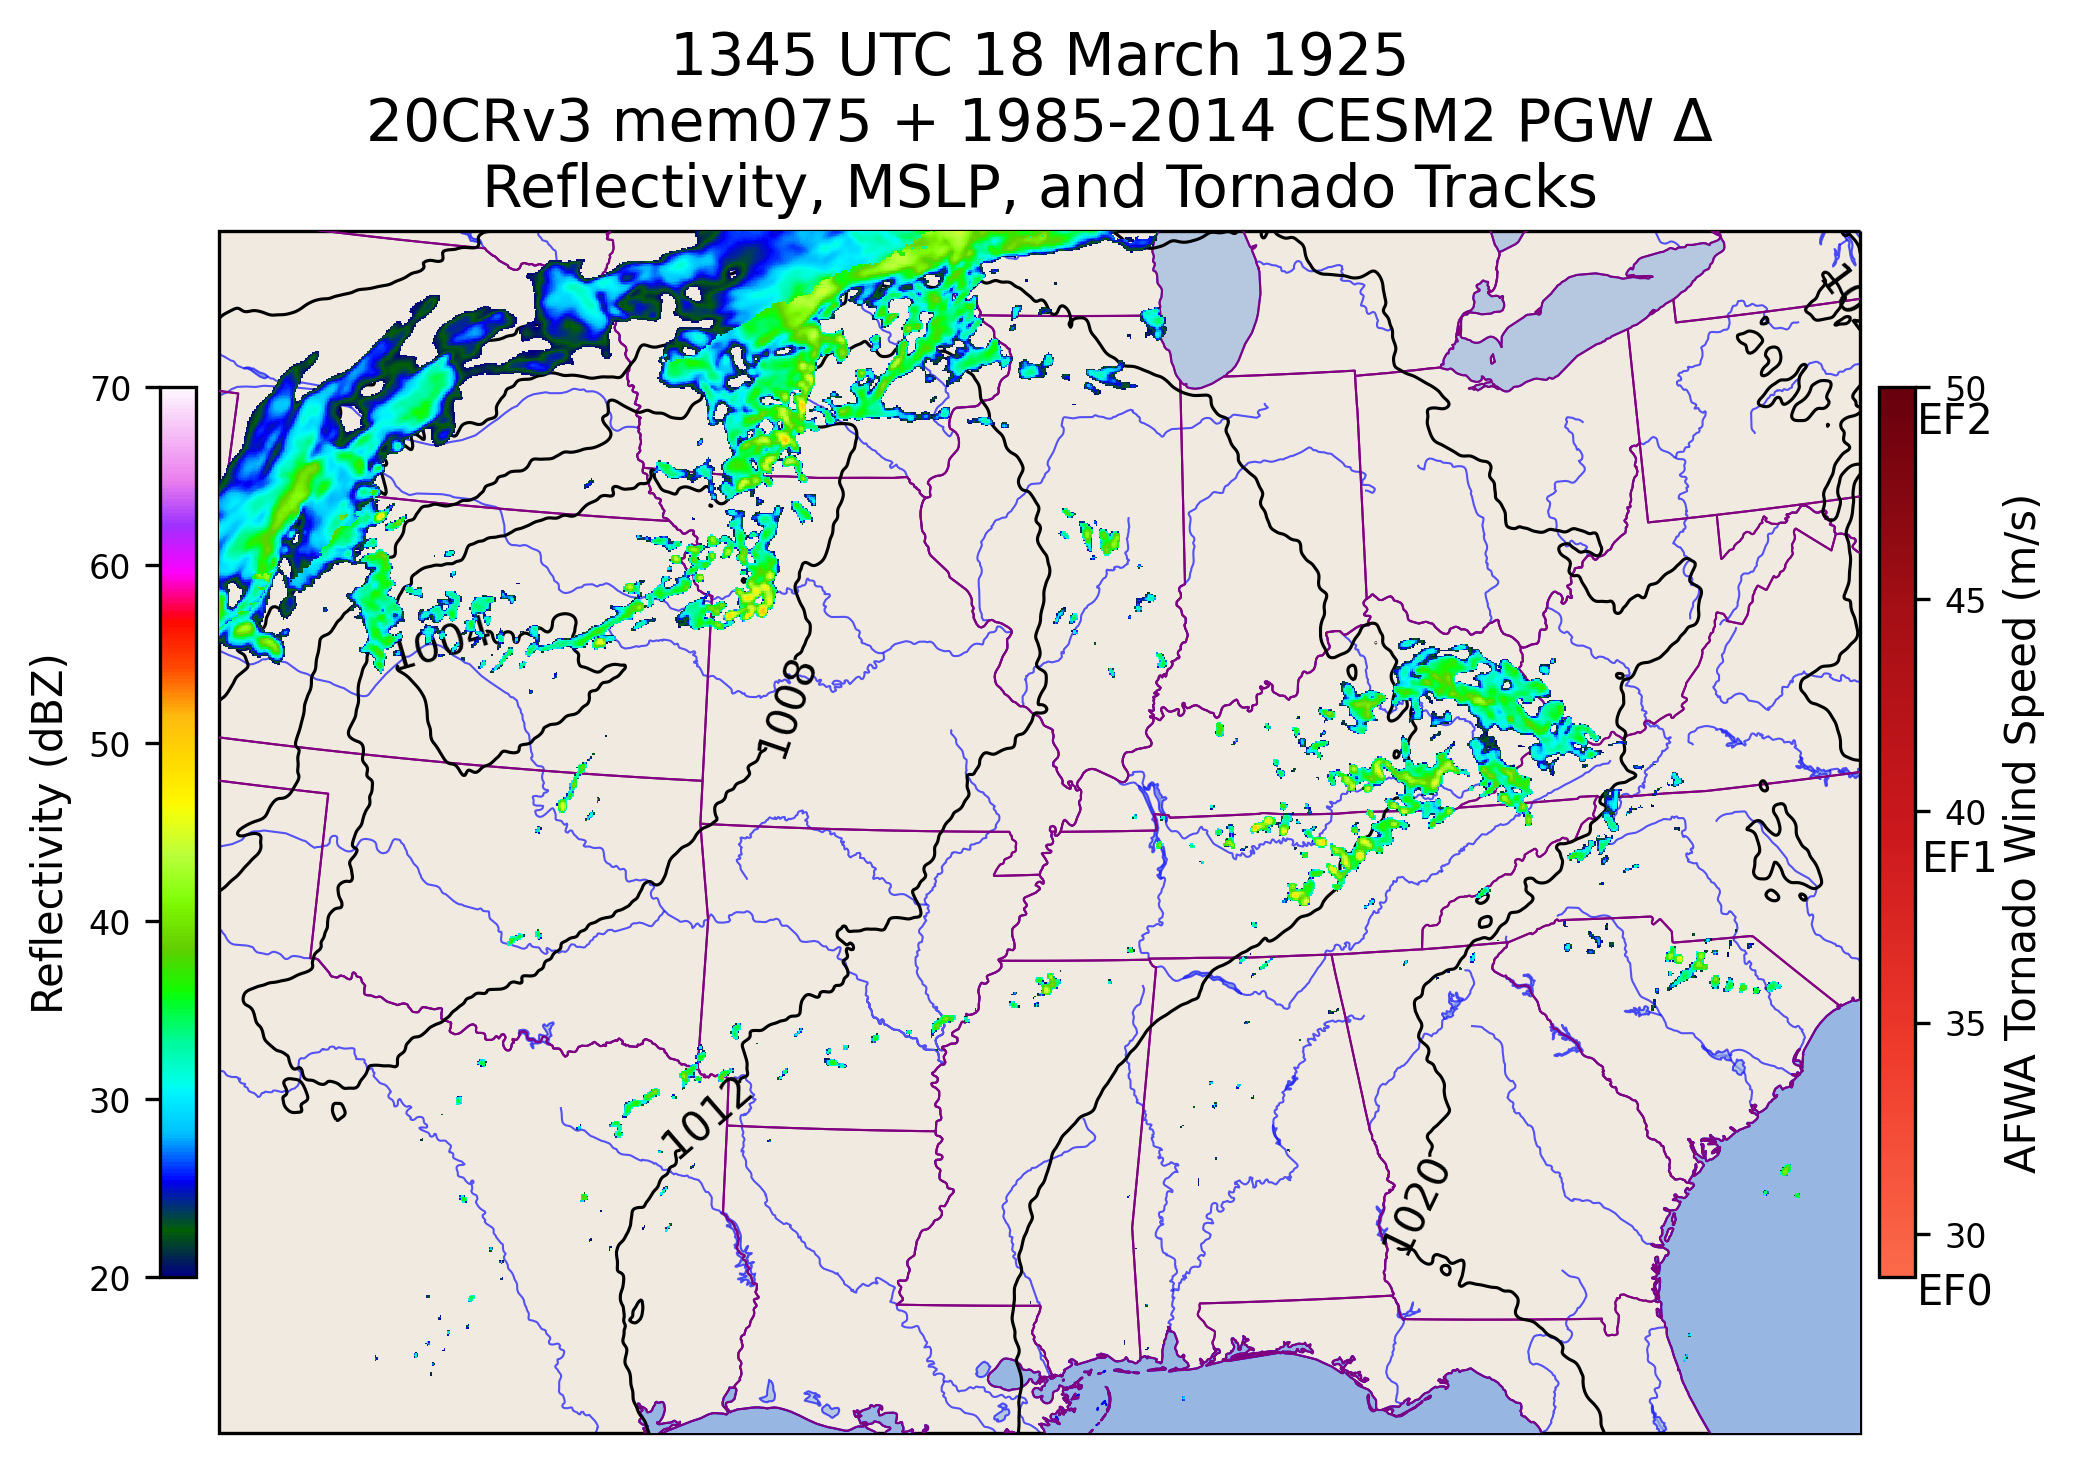 1345 UTC 18 March 1925
20CRv3 mem075 + 1985-2014 CESM2 PGW Δ
Reflectivity, MSLP, and Tornado Tracks
70
60
50
40
30
20
Reflectivity (dBZ)
1004
1008
1012
1020
50
EF2
45
40
EF1
35
30
EF0
AFWA Tornado Wind Speed (m/s)